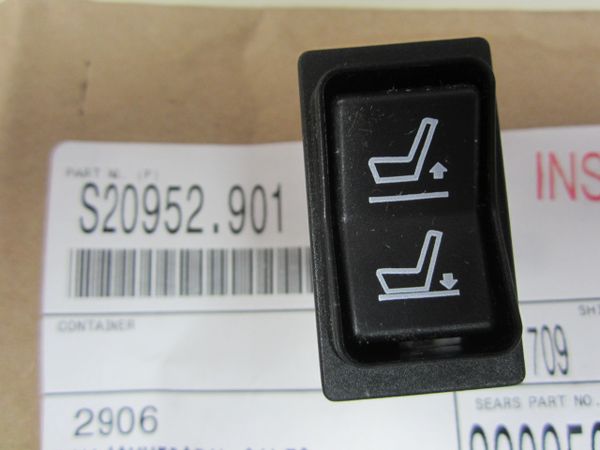 PART NO. (P)
S20952.901
INS
CONTAINER
709
2906
SEARS PART NO.